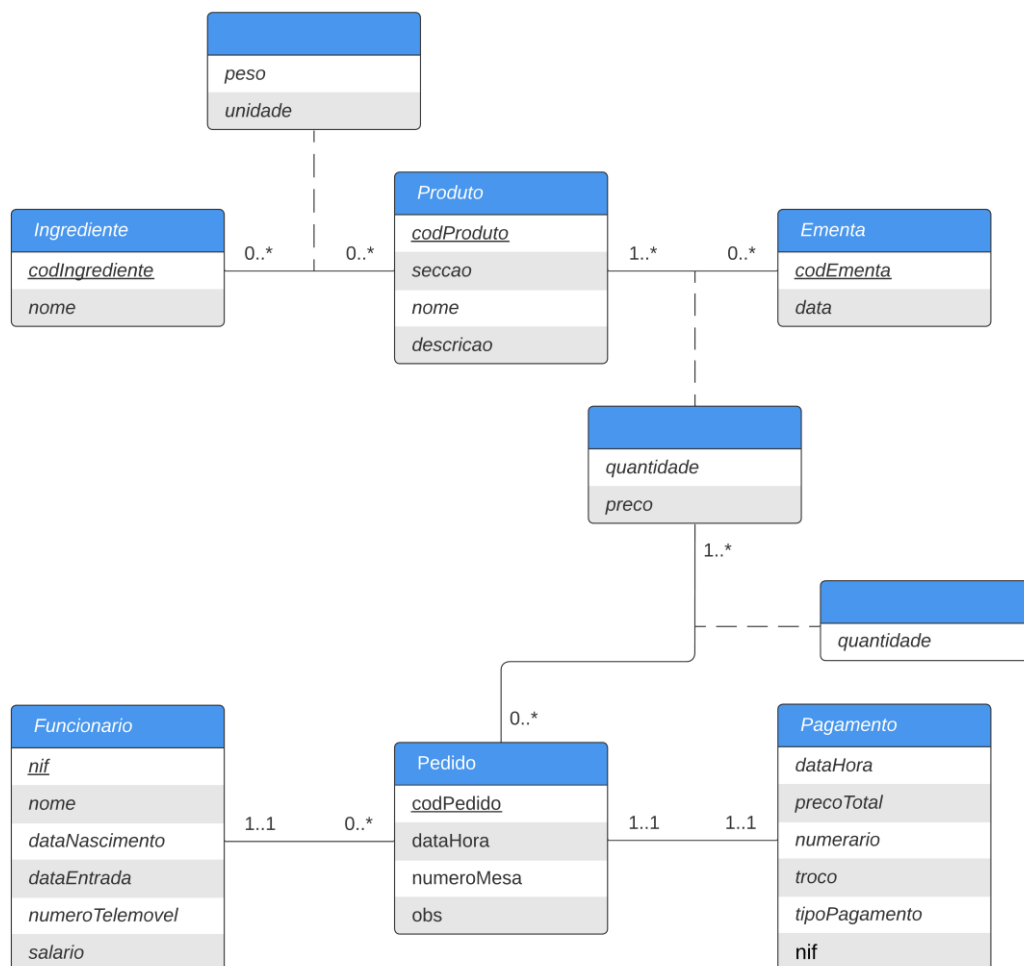 peso
unidade
Ingrediente
codIngrediente
nome
0..*
0..*
Produto
codProduto
seccao
nome
descricao
1..*
0..*
Ementa
codEmenta
data
quantidade
preco
1..*
quantidade
0..*
Funcionario
nif
nome
dataNascimento
dataEntrada
numeroTelemovel
salario
1..1
0..*
Pedido
codPedido
dataHora
numeroMesa
obs
1..1
1..1
Pagamento
dataHora
precoTotal
numerario
troco
tipoPagamento
nif